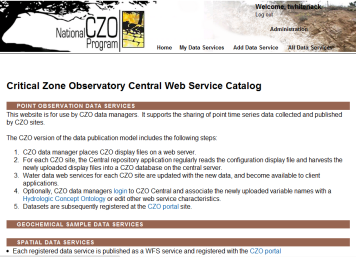 Welcome, twhitenack
Log out
National CZO
Program
Administration
Home My Data Services Add Data Service All Data Services
Critical Zone Observatory Central Web Service Catalog
POINT OBSERVATION DATA SERVICES
This website is for use by CZO data managers. It supports the sharing of point time series data collected and published
by CZO sites.
The CZO version of the data publication model includes the following steps:
1. CZO data manager places CZO display files on a web server.
2. For each CZO site, the Central repository application regularly reads the configuration display file and harvests the
newly uploaded display files into a CZO database on the central server.
3. Water data web services for each CZO site are updated with the new data, and become available to client
applications.
4. Optionally, CZO data managers login to CZO Central and associate the newly uploaded variable names with a
Hydrologic Concept Ontology or edit other web service characteristics.
5. Datasets are subsequently registered at the CZO portal site.
GEOCHEMICAL SAMPLE DATA SERVICES
SPATIAL DATA SERVICES
• Each registered data service is published as a WFS service and registered with the CZO portal